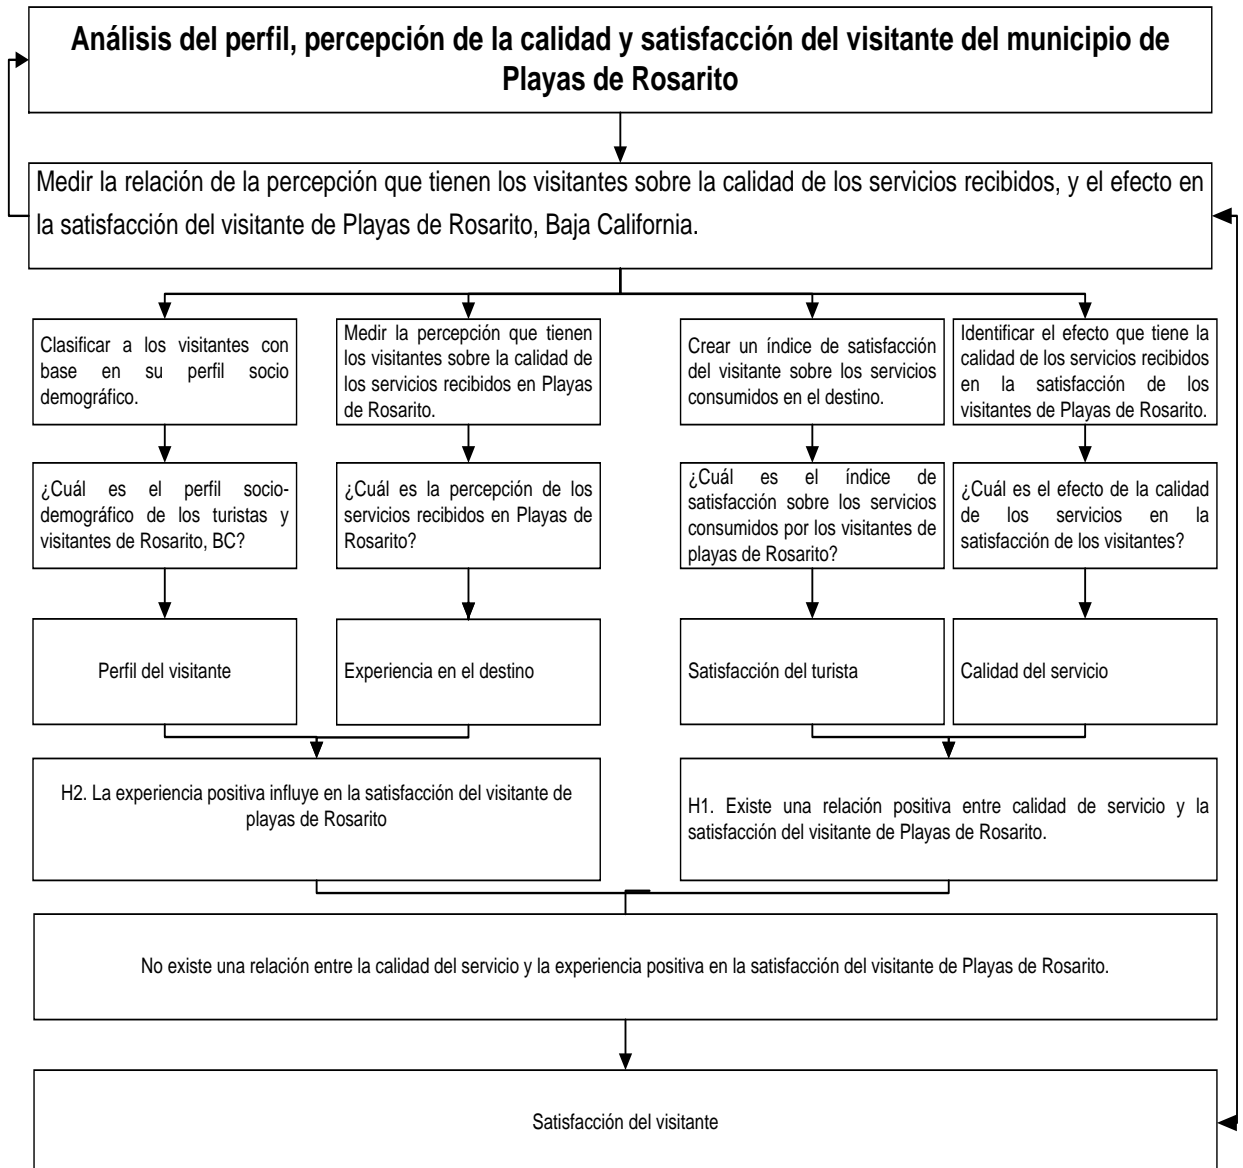 Análisis del perfil, percepción de la calidad y satisfacción del visitante del municipio de
Playas de Rosarito
Medir la relación de la percepción que tienen los visitantes sobre la calidad de los servicios recibidos, y el efecto en
la satisfacción del visitante de Playas de Rosarito, Baja California.
Clasificar a los visitantes con
base en su perfil socio
demográfico.
Medir la percepción que tienen
los visitantes sobre la calidad de
los servicios recibidos en Playas
de Rosarito.
Crear un índice de satisfacción
del visitante sobre los servicios
consumidos en el destino.
Identificar el efecto que tiene la
calidad de los servicios recibidos
en la satisfacción de los
visitantes de Playas de Rosarito.
¿Cuál es el perfil socio-
demográfico de los turistas y
visitantes de Rosarito, BC?
¿Cuál es la percepción de los
servicios recibidos en Playas de
Rosarito?
¿Cuál es el índice de
satisfacción sobre los servicios
consumidos por los visitantes de
playas de Rosarito?
¿Cuál es el efecto de la calidad
de los servicios en la
satisfacción de los visitantes?
Perfil del visitante
Experiencia en el destino
Satisfacción del turista
Calidad del servicio
H2. La experiencia positiva influye en la satisfacción del visitante de
playas de Rosarito
H1. Existe una relación positiva entre calidad de servicio y la
satisfacción del visitante de Playas de Rosarito.
No existe una relación entre la calidad del servicio y la experiencia positiva en la satisfacción del visitante de Playas de Rosarito.
Satisfacción del visitante